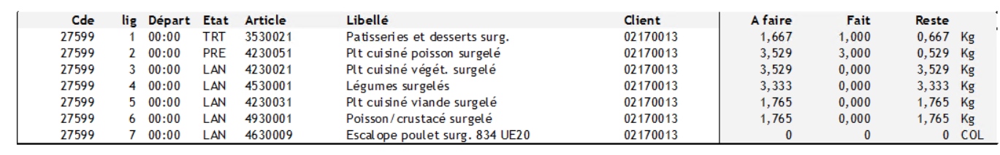 Cde lig Départ Etat Article Libellé Client A faire Fait Reste
27599 1 00:00 TRT 3530021 Patisseries et desserts surg. 02170013 1,667 1,000 0,667 Kg
27599 2 00:00 PRE 4230051 Plt cuisiné poisson surgelé 02170013 3,529 3,000 0,529 Kg
27599 3 00:00 LAN 4230021 Plt cuisiné végét. surgelé 02170013 3,529 0,000 3,529 Kg
27599 4 00:00 LAN 4530001 Légumes surgelés 02170013 3,333 0,000 3,333 Kg
27599 5 00:00 LAN 4230031 Plt cuisiné viande surgelé 02170013 1,765 0,000 1,765 Kg
27599 6 00:00 LAN 4930001 Poisson/crustacé surgelé 02170013 1,765 0,000 1,765 Kg
27599 7 00:00 LAN 4630009 Escalope poulet surg. 834 UE20 02170013 0 0 0 COL